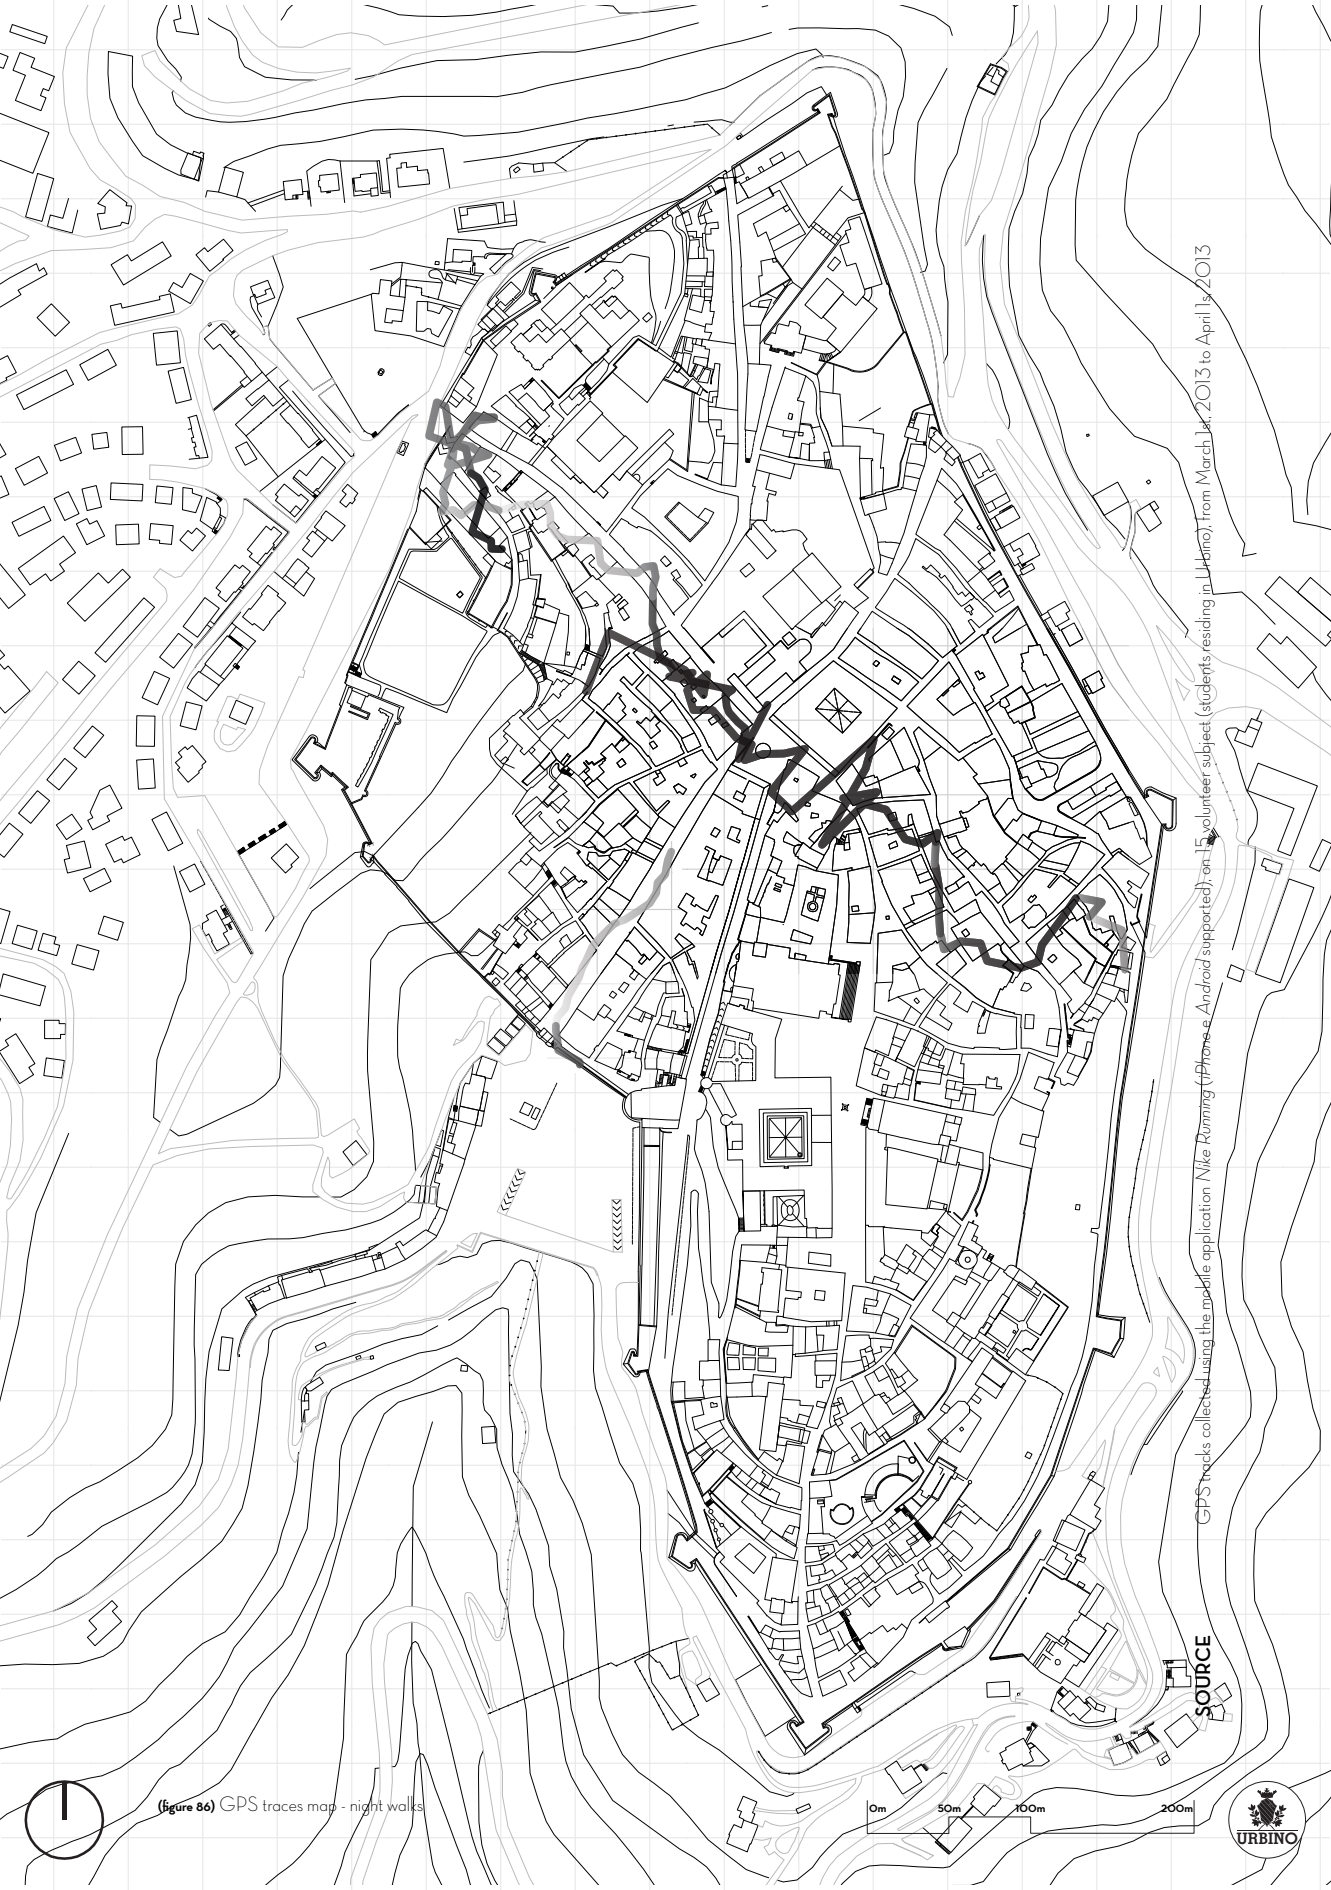 GPS tracks collected using the mobile application Nike Running (iPhone e Android supported), on 15 volunteer subject (students residing in Urbino), from March 1st, 2013 to April 1st 2013
SOURCE
(figure 86) GPS traces map - night walks
0m 50m 100m 200m
URBINO